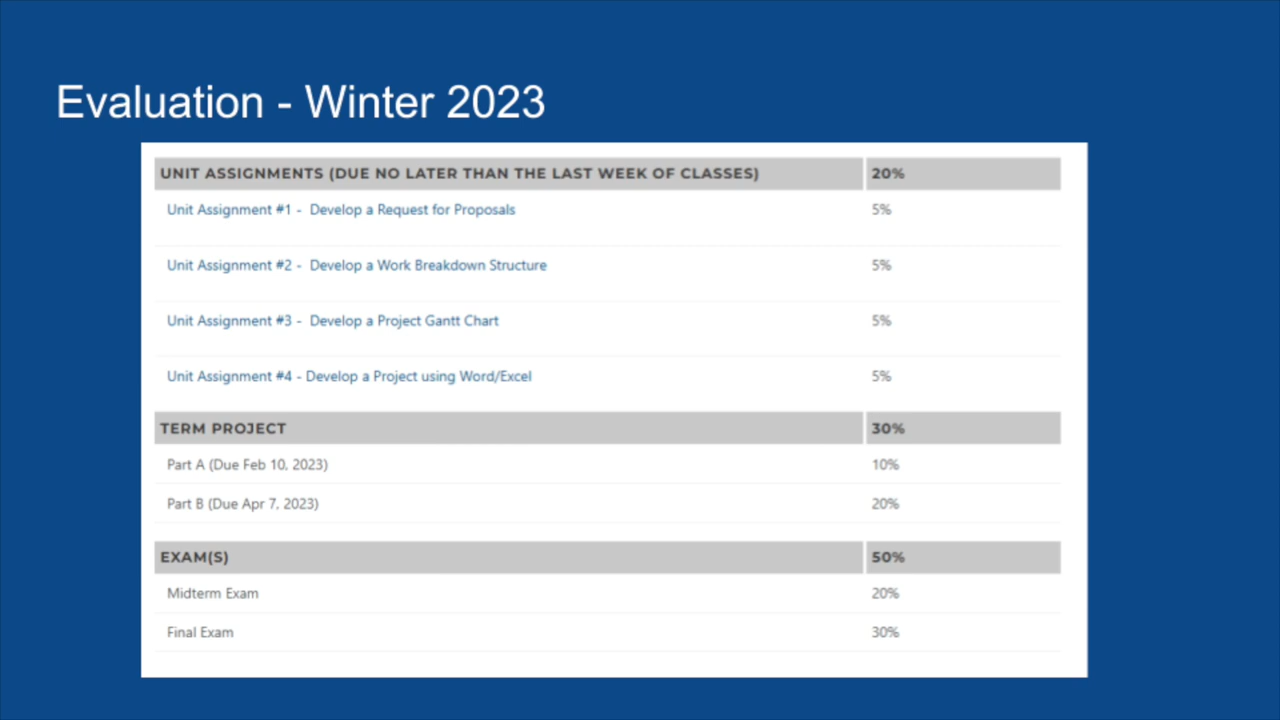 Evaluation - Winter 2023
UNIT ASSIGNMENTS (DUE NO LATER THAN THE LAST WEEK OF CLASSES) 20%
Unit Assignment #1 - Develop a Request for Proposals 5%
Unit Assignment #2 - Develop a Work Breakdown Structure 5%
Unit Assignment #3 - Develop a Project Gantt Chart 5%
Unit Assignment #4 - Develop a Project using Word/Excel 5%
TERM PROJECT 30%
Part A (Due Feb 10, 2023) 10%
Part B (Due Apr 7, 2023) 20%
EXAM(S) 50%
Midterm Exam 20%
Final Exam 30%